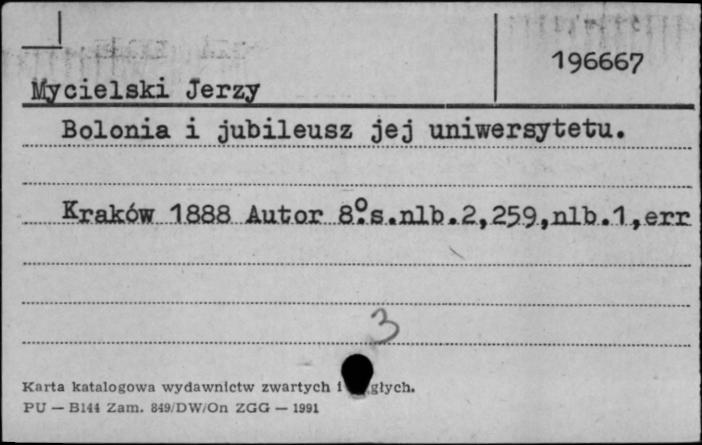 196667
Mycielski Jerzy
Bolonia i jubileusz jej uniwersytetu.
Kraków 1888 Autor 8º.s.nlb.2,259,nlb.1,err
3
Karta katalogowa wydawnictw zwartych i głych.
PU — B144 Zam. 849/DW/On ZGG — 1991